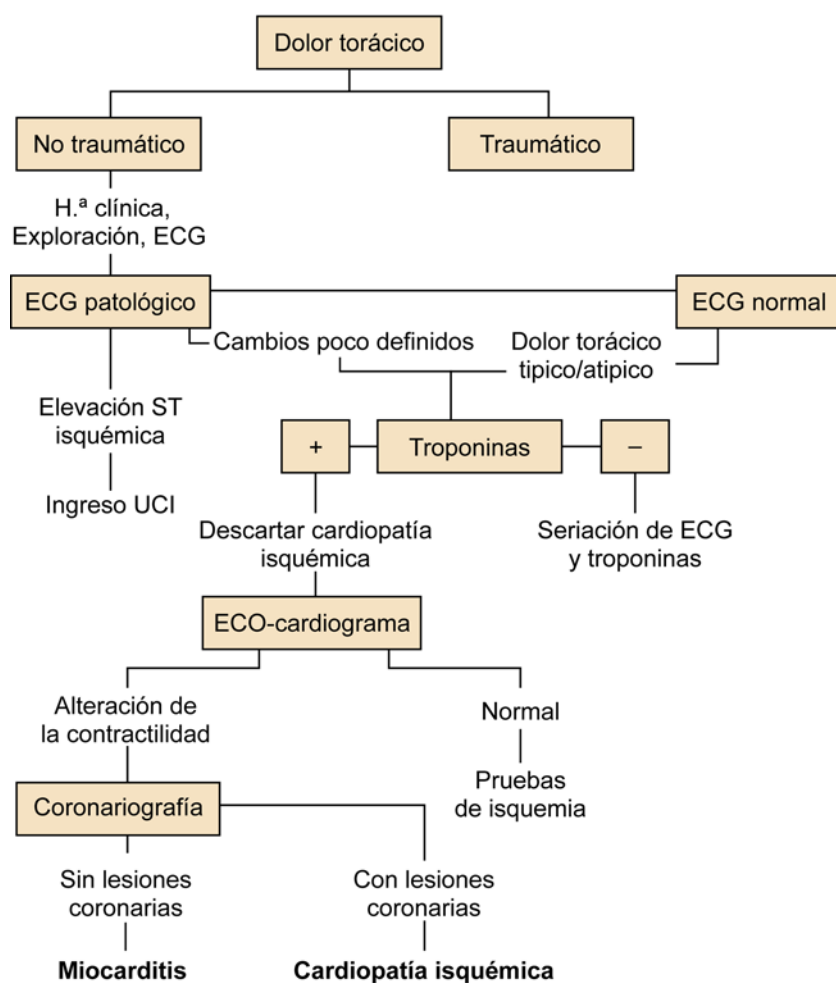 Dolor torácico
No traumático
Traumático
H.ª clínica,
Exploración, ECG
ECG patológico
ECG normal
Cambios poco definidos
Dolor torácico
tipico/atipico
Elevación ST
isquémica
+
Troponinas
–
Ingreso UCI
Descartar cardiopatía
isquémica
Seriación de ECG
y troponinas
ECO-cardiograma
Alteración de
la contractilidad
Normal
Pruebas
de isquemia
Coronariografía
Sin lesiones
coronarias
Con lesiones
coronarias
Miocarditis
Cardiopatía isquémica